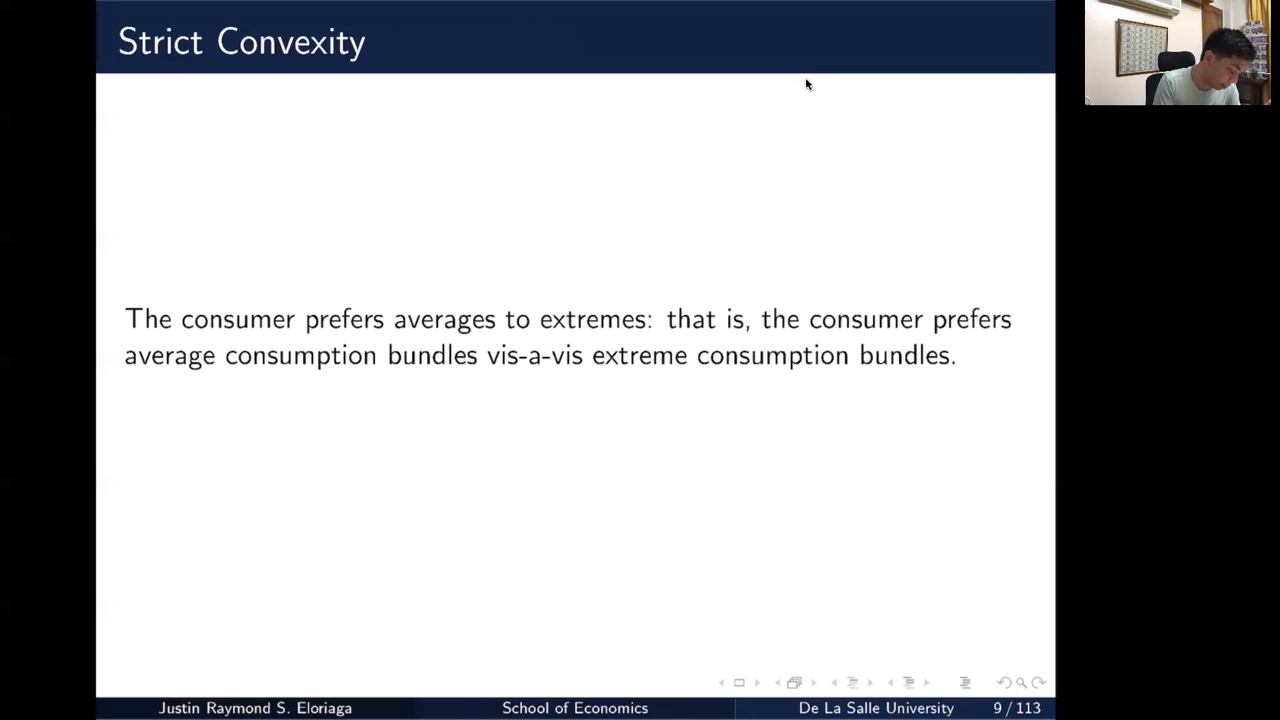 Strict Convexity
The consumer prefers averages to extremes: that is, the consumer prefers
average consumption bundles vis-a-vis extreme consumption bundles.
Justin Raymond S. Eloriaga School of Economics De La Salle University 9 / 113